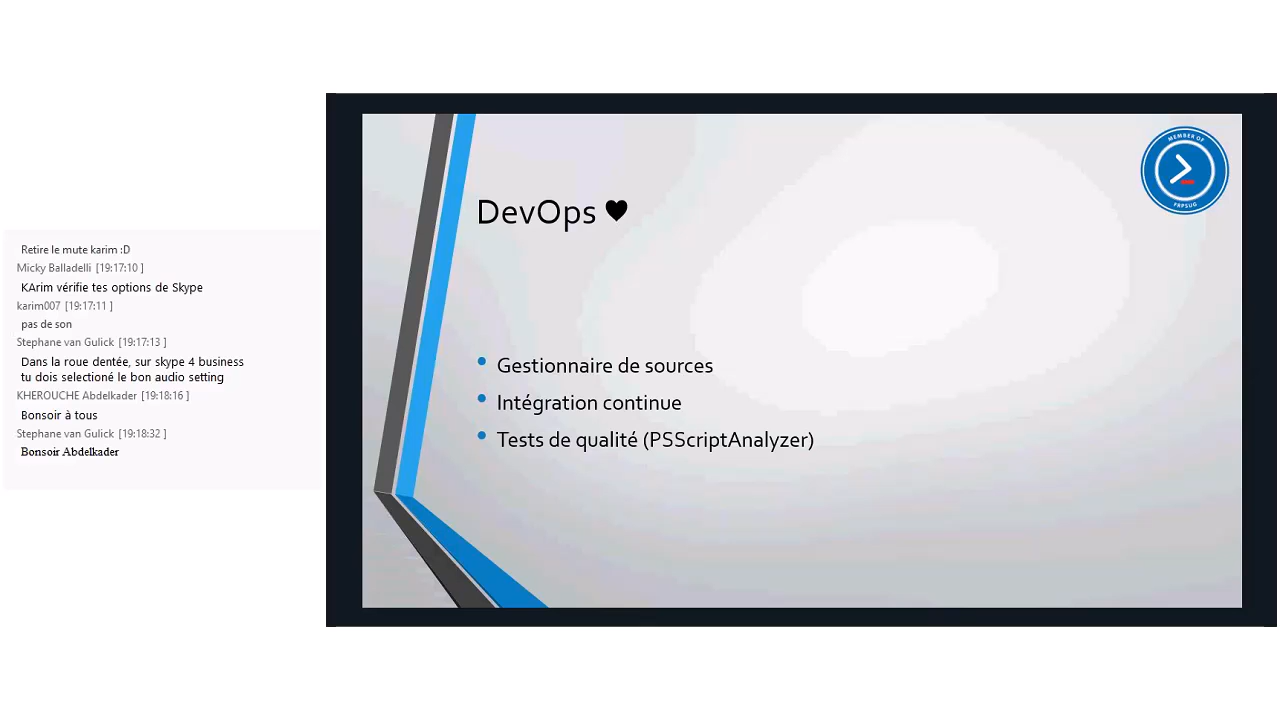 Retire le mute karim :D
Micky Balladelli [19:17:10 ]
KArim vérifie tes options de Skype
karim007 [19:17:11 ]
pas de son
Stephane van Gulick [19:17:13 ]
Dans la roue dentée, sur skype 4 business
tu dois selectioné le bon audio setting
KHEROUCHE Abdelkader [19:18:16 ]
Bonsoir à tous
Stephane van Gulick [19:18:32 ]
Bonsoir Abdelkader
DevOps ♥
• Gestionnaire de sources
• Intégration continue
• Tests de qualité (PSScriptAnalyzer)
MEMBER OF
FRPSUG